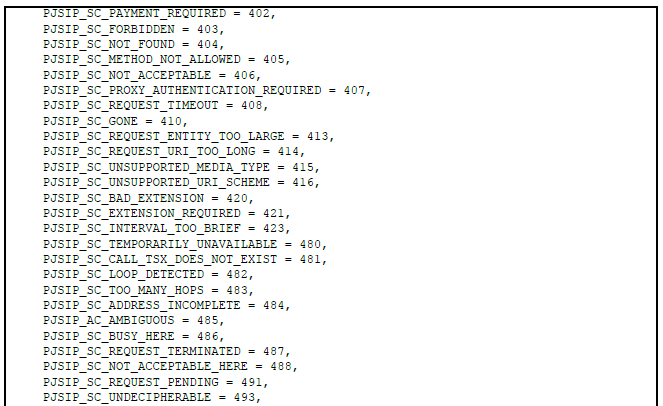 PJSIP_SC_PAYMENT_REQUIRED = 402,
PJSIP_SC_FORBIDDEN = 403,
PJSIP_SC_NOT_FOUND = 404,
PJSIP_SC_METHOD_NOT_ALLOWED = 405,
PJSIP_SC_NOT_ACCEPTABLE = 406,
PJSIP_SC_PROXY_AUTHENTICATION_REQUIRED = 407,
PJSIP_SC_REQUEST_TIMEOUT = 408,
PJSIP_SC_GONE = 410,
PJSIP_SC_REQUEST_ENTITY_TOO_LARGE = 413,
PJSIP_SC_REQUEST_URI_TOO_LONG = 414,
PJSIP_SC_UNSUPPORTED_MEDIA_TYPE = 415,
PJSIP_SC_UNSUPPORTED_URI_SCHEME = 416,
PJSIP_SC_BAD_EXTENSION = 420,
PJSIP_SC_EXTENSION_REQUIRED = 421,
PJSIP_SC_INTERVAL_TOO_BRIEF = 423,
PJSIP_SC_TEMPORARILY_UNAVAILABLE = 480,
PJSIP_SC_CALL_TSX_DOES_NOT_EXIST = 481,
PJSIP_SC_LOOP_DETECTED = 482,
PJSIP_SC_TOO_MANY_HOPS = 483,
PJSIP_SC_ADDRESS_INCOMPLETE = 484,
PJSIP_AC_AMBIGUOUS = 485,
PJSIP_SC_BUSY_HERE = 486,
PJSIP_SC_REQUEST_TERMINATED = 487,
PJSIP_SC_NOT_ACCEPTABLE_HERE = 488,
PJSIP_SC_REQUEST_PENDING = 491,
PJSIP_SC_UNDECIPHERABLE = 493,